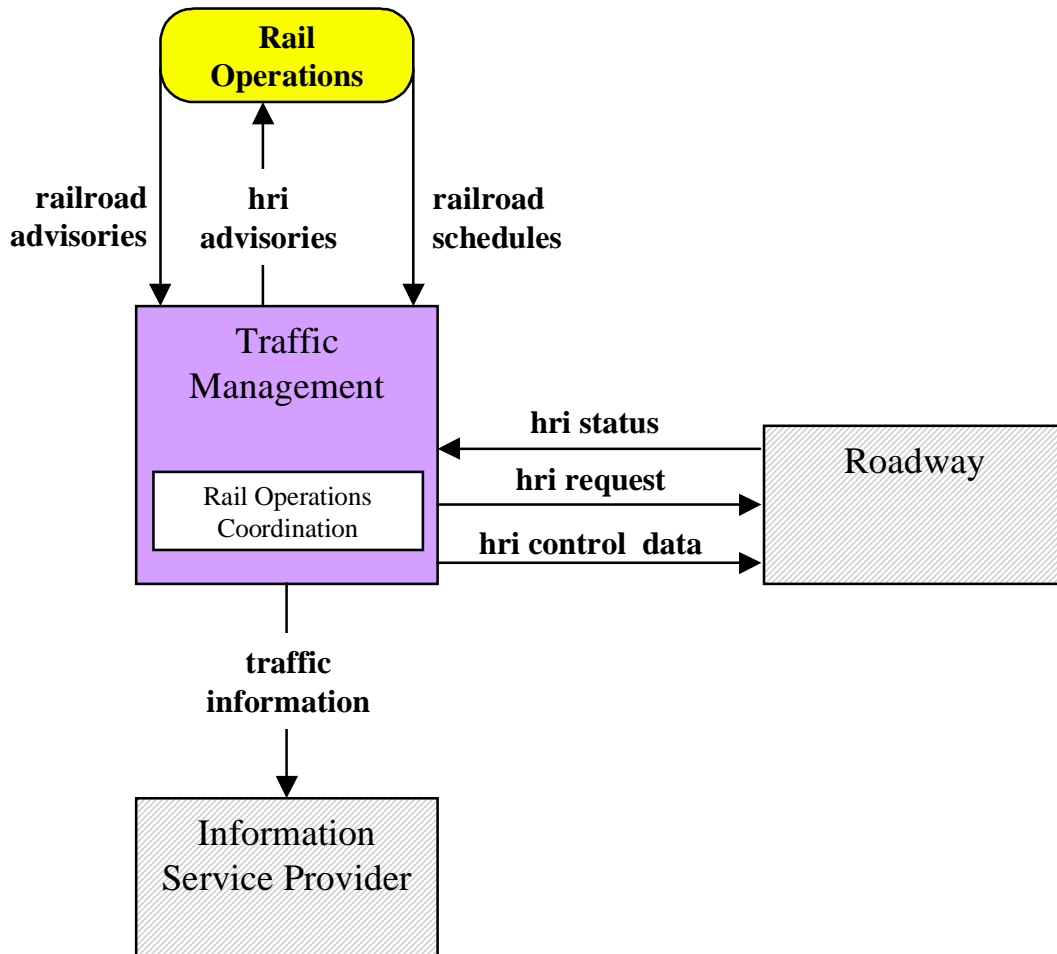 Rail
Operations
railroad
advisories
hri
advisories
railroad
schedules
Traffic
Management
Rail Operations
Coordination
hri status
hri request
hri control  data
Roadway
traffic
information
Information
Service Provider